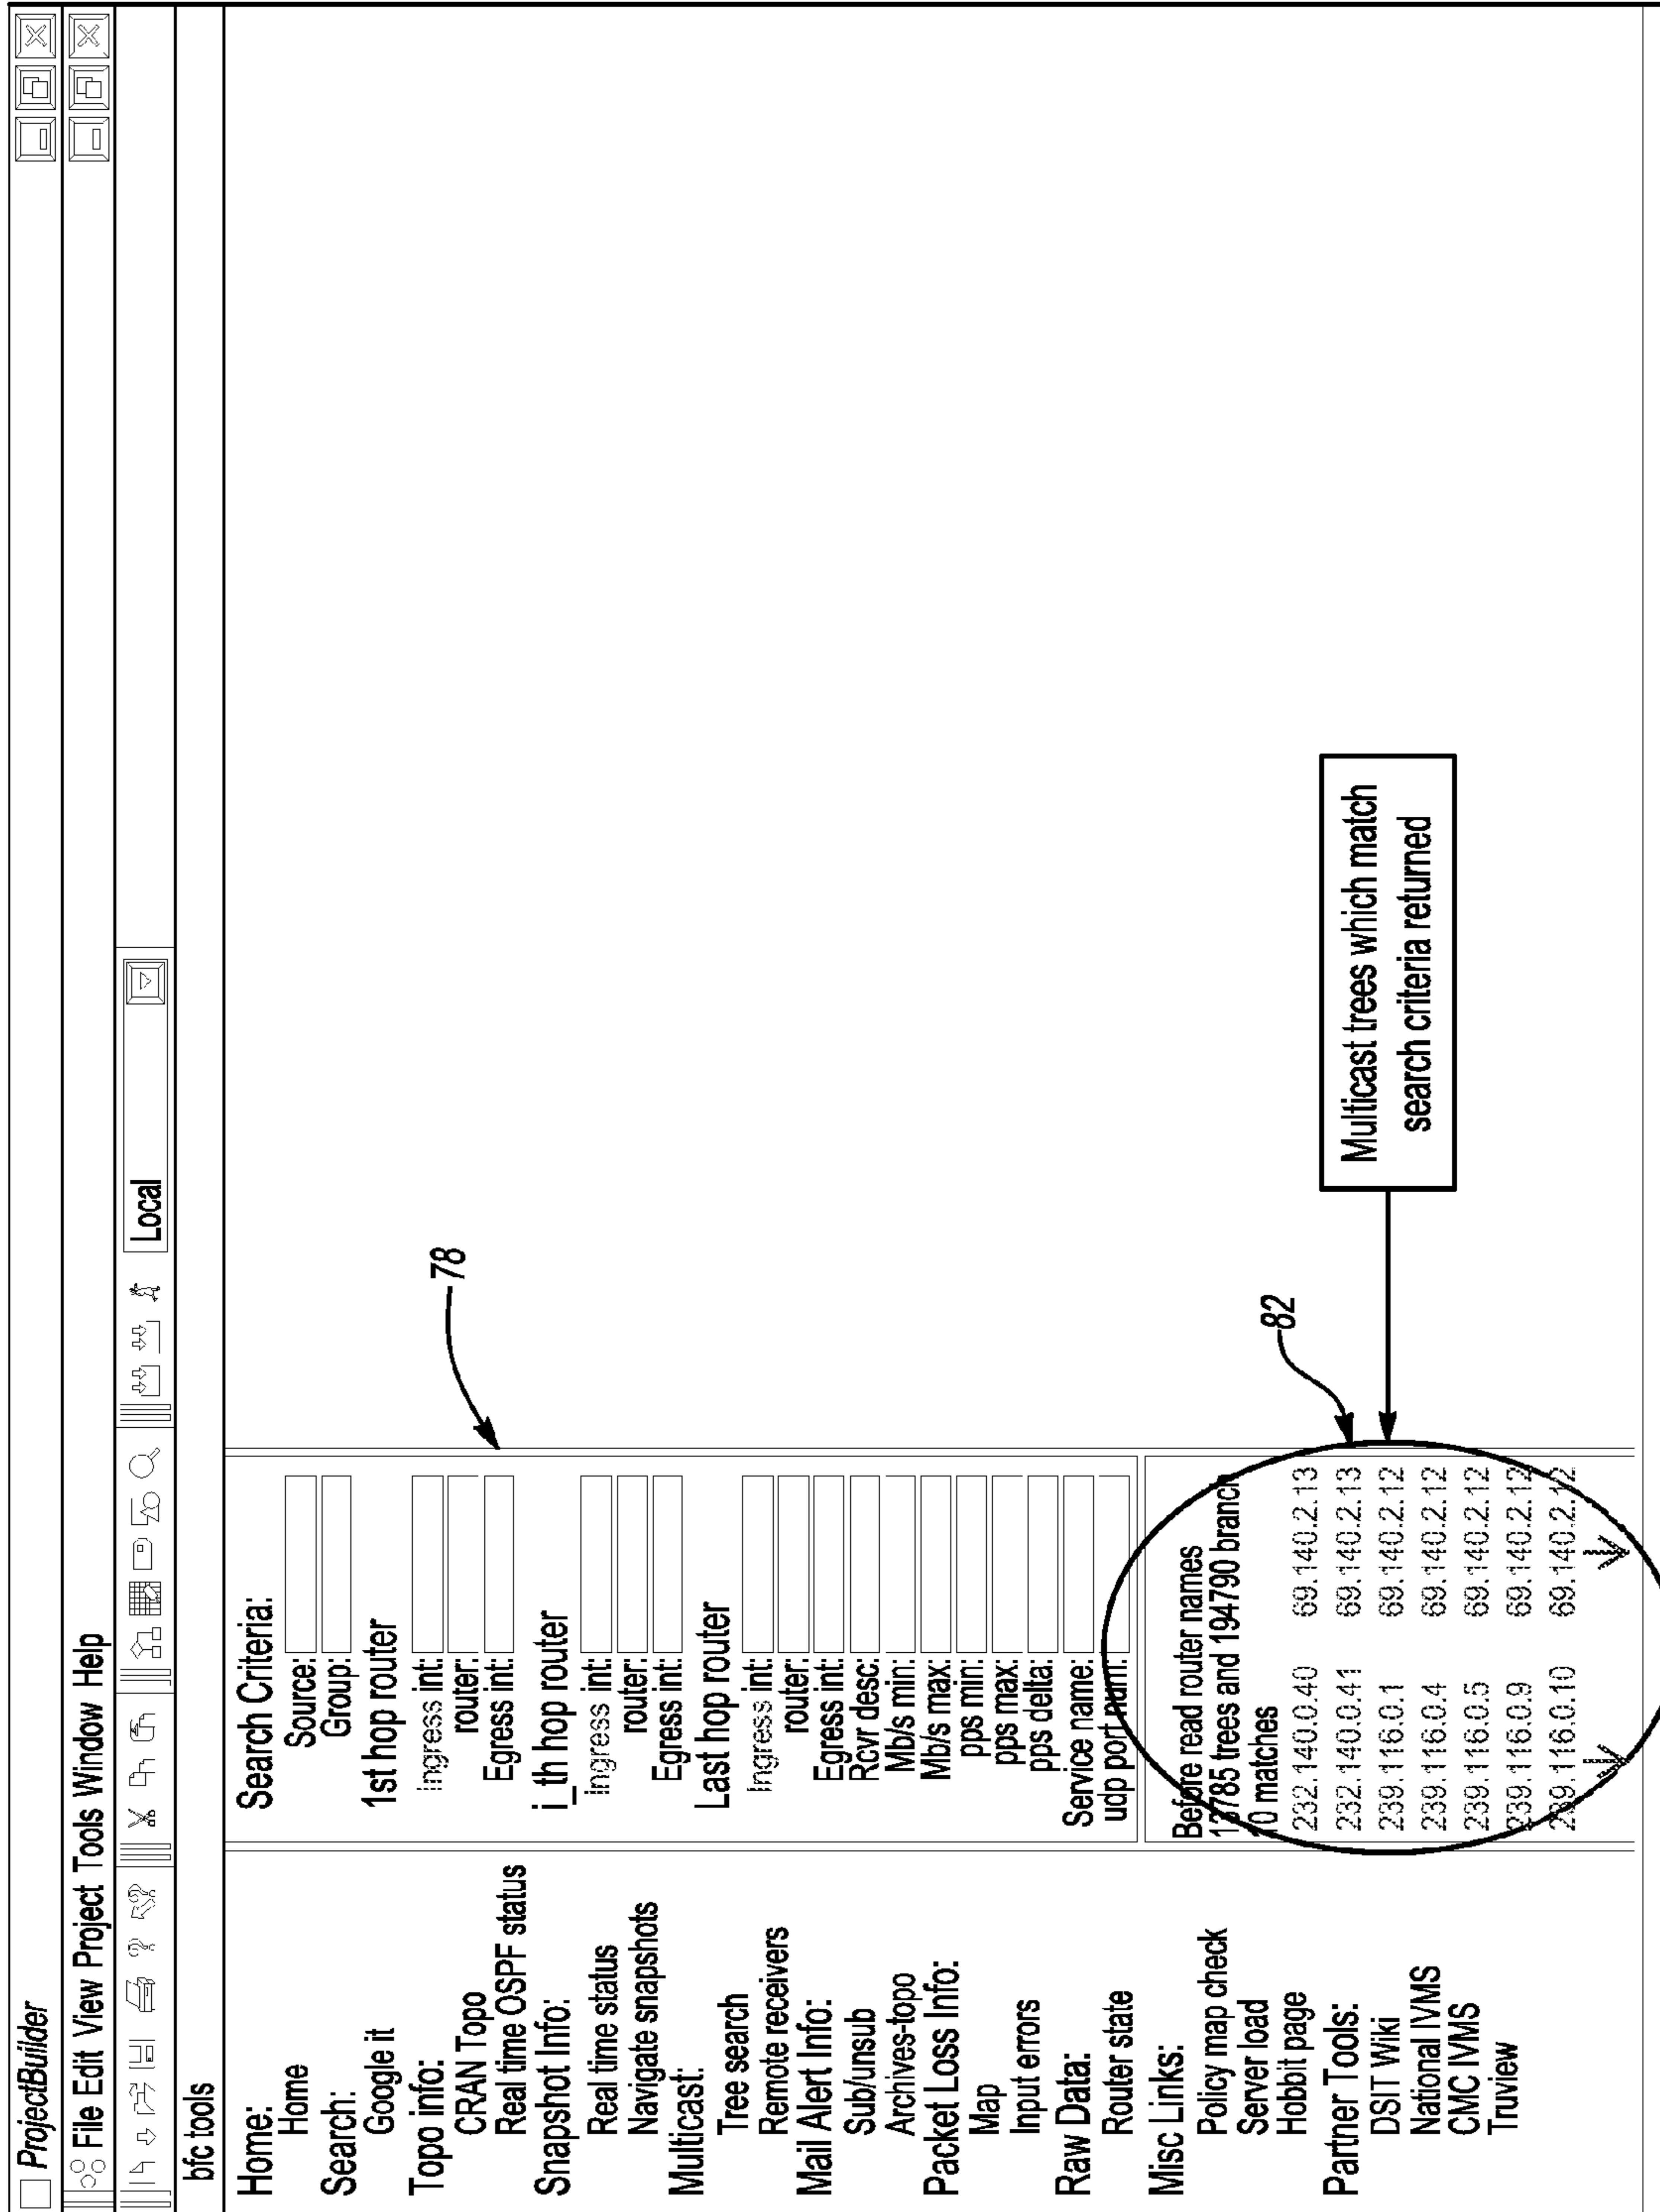 ProjectBuilder
File Edit View Project Tools Window Help
Local
bfc tools
Home:
Home
Search:
Google it
Topo info:
CRAN Topo
Real time OSPF status
Snapshot Info:
Real time status
Navigate snapshots
Multicast:
Tree search
Remote receivers
Mail Alert Info:
Sub/unsub
Archives-topo
Packet Loss Info:
Map
Input errors
Raw Data:
Router state
Misc Links:
Policy map check
Server load
Hobbit page
Partner Tools:
DSIT Wiki
National IVMS
CMC IVMS
Truview
Search Criteria:
Source:
Group:
1st hop router
ingress int:
router:
Egress int:
i_th hop router
ingress int:
router:
Egress int:
Last hop router
Ingress int:
router:
Egress int:
Rcvr desc:
Mb/s min:
Mb/s max:
pps min:
pps max:
pps delta:
Service name:
udp port num:
Before read router names
13785 trees and 194790 branch
10 matches
232.140.0.40 69.140.2.13
232.140.0.41 69.140.2.13
239.116.0.1 69.140.2.12
239.116.0.4 69.140.2.12
239.116.0.5 69.140.2.12
239.116.0.9 69.140.2.12
239.116.0.10 69.140.2.12
78
82
Multicast trees which match
search criteria returned